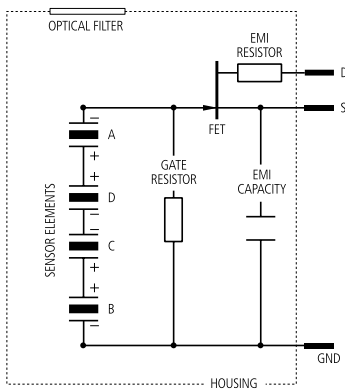 OPTICAL FILTER
EMI
RESISTOR
D
S
FET
−
A
+
+
D
−
−
C
+
+
B
−
SENSOR ELEMENTS
GATE
RESISTOR
EMI
CAPACITY
GND
HOUSING